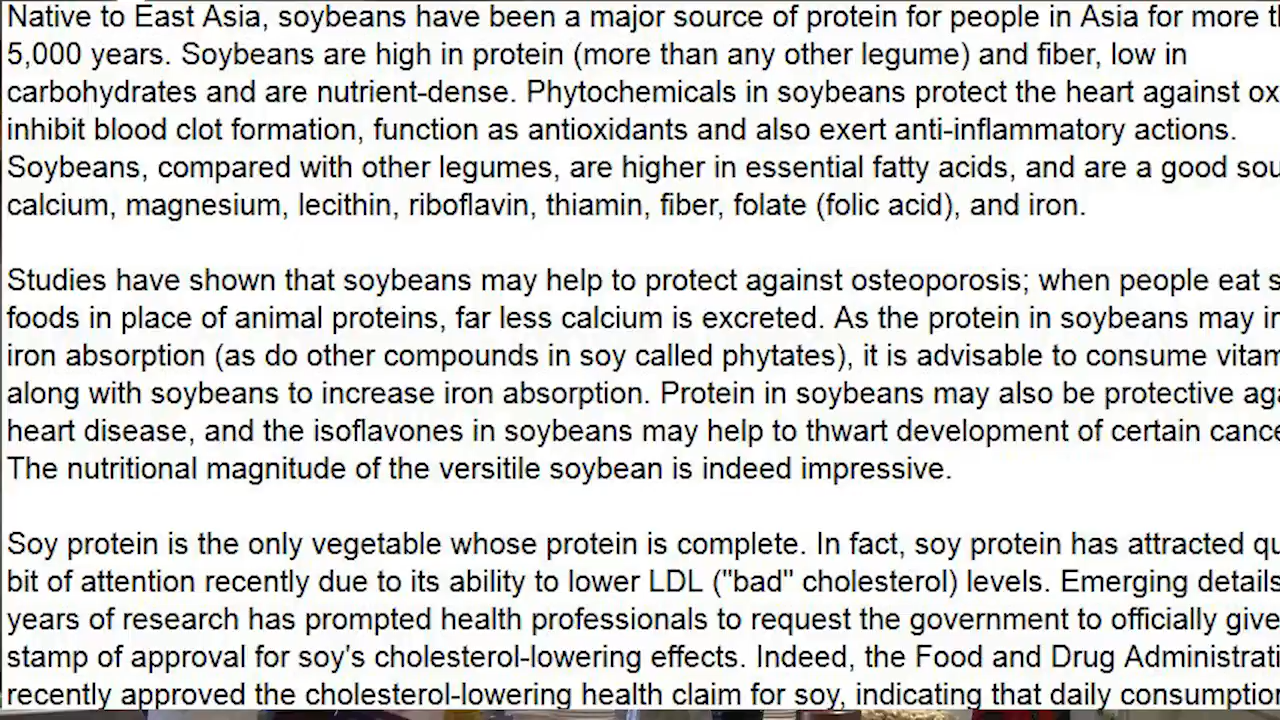 Native to East Asia, soybeans have been a major source of protein for people in Asia for more
5,000 years. Soybeans are high in protein (more than any other legume) and fiber, low in
carbohydrates and are nutrient-dense. Phytochemicals in soybeans protect the heart against
inhibit blood clot formation, function as antioxidants and also exert anti-inflammatory actions.
Soybeans, compared with other legumes, are higher in essential fatty acids, and are a good
calcium, magnesium, lecithin, riboflavin, thiamin, fiber, folate (folic acid), and iron.
Studies have shown that soybeans may help to protect against osteoporosis; when people eat
foods in place of animal proteins, far less calcium is excreted. As the protein in soybeans may
iron absorption (as do other compounds in soy called phytates), it is advisable to consume
along with soybeans to increase iron absorption. Protein in soybeans may also be protective
heart disease, and the isoflavones in soybeans may help to thwart development of certain
The nutritional magnitude of the versitile soybean is indeed impressive.
Soy protein is the only vegetable whose protein is complete. In fact, soy protein has attracted
bit of attention recently due to its ability to lower LDL ("bad" cholesterol) levels. Emerging details
years of research has prompted health professionals to request the government to officially give
stamp of approval for soy's cholesterol-lowering effects. Indeed, the Food and Drug
recently approved the cholesterol-lowering health claim for soy, indicating that daily